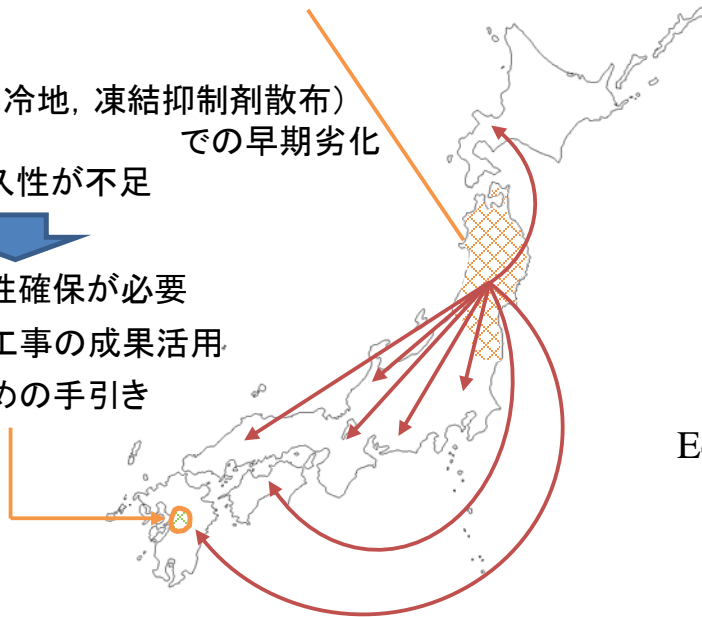 冷地，凍結抑制剤散布）
での早期劣化
久性が不足
性確保が必要
工事の成果活用
めの手引き
E